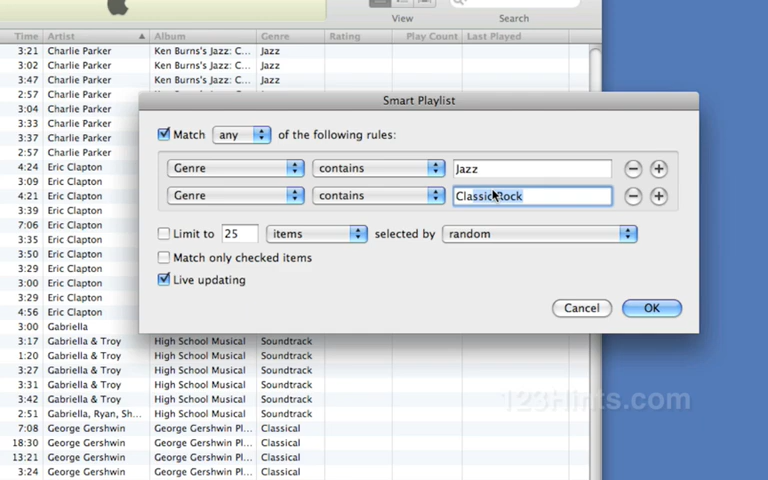 View Search
Time Artist Album Genre Rating Play Count Last Played
3:21 Charlie Parker Ken Burns's Jazz: C... Jazz
3:02 Charlie Parker Ken Burns's Jazz: C... Jazz
3:47 Charlie Parker Ken Burns's Jazz: C... Jazz
2:57 Charlie Parker
Smart Playlist
3:04 Charlie Parker
3:33 Charlie Parker
Match any of the following rules:
3:37 Charlie Parker
2:57 Charlie Parker
4:24 Eric Clapton
Genre contains Jazz
3:09 Eric Clapton
4:21 Eric Clapton
Genre contains Classic Rock
3:39 Eric Clapton
7:06 Eric Clapton
Limit to 25 items selected by random
3:35 Eric Clapton
3:50 Eric Clapton
Match only checked items
3:29 Eric Clapton
3:00 Eric Clapton
Live updating
3:29 Eric Clapton
4:56 Eric Clapton
Cancel OK
3:00 Gabriella
3:17 Gabriella & Troy High School Musical Soundtrack
1:20 Gabriella & Troy High School Musical Soundtrack
3:27 Gabriella & Troy High School Musical Soundtrack
3:31 Gabriella & Troy High School Musical Soundtrack
3:42 Gabriella & Troy High School Musical Soundtrack
2:51 Gabriella, Ryan, Sh... High School Musical Soundtrack
7:08 George Gershwin George Gershwin Pl... Classical
18:30 George Gershwin George Gershwin Pl... Classical
13:21 George Gershwin George Gershwin Pl... Classical
3:24 George Gershwin George Gershwin Pl... Classical
123Hints.com